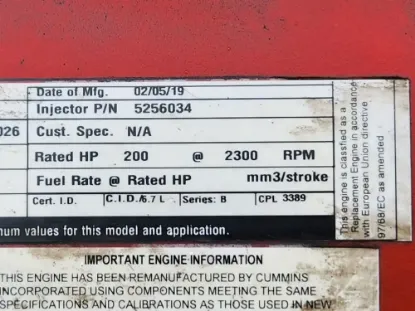 Date of Mfg. 02/05/19
Injector P/N 5256034
026 Cust. Spec. N/A
Rated HP 200 @ 2300 RPM
Fuel Rate @ Rated HP mm3/stroke
Cert. I.D. C.I.D./6.7 L Series: B CPL 3389
num values for this model and application.
This engine is classified as a
Replacement Engine in accordance
with European Union directive
97/68/EC as amended
IMPORTANT ENGINE INFORMATION
THIS ENGINE HAS BEEN REMANUFACTURED BY CUMMINS
INCORPORATED USING COMPONENTS MEETING THE SAME
SPECIFICATIONS AND CALIBRATIONS AS THOSE USED IN NEW